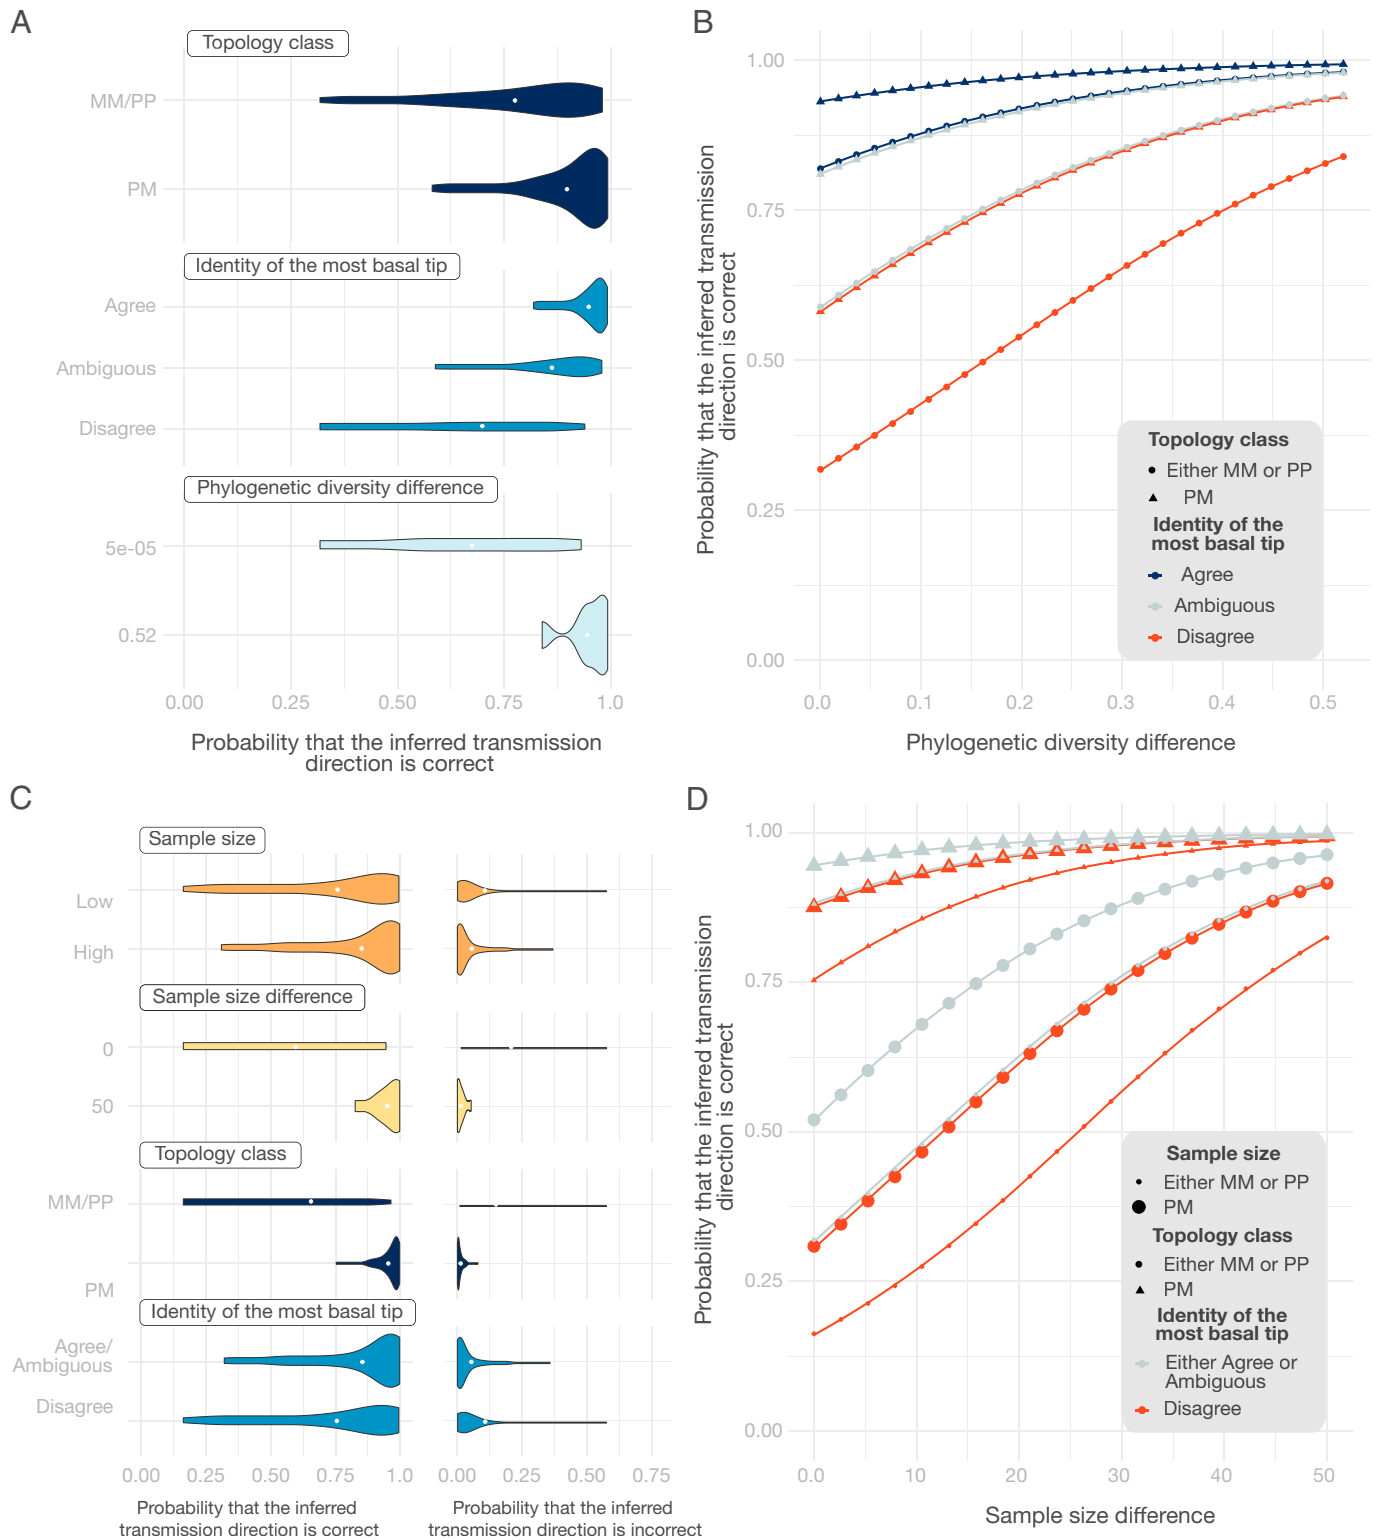 A
Topology class
MM/PP
PM
Identity of the most basal tip
Agree
Ambiguous
Disagree
Phylogenetic diversity difference
5e-05
0.52
0.00 0.25 0.50 0.75 1.0
Probability that the inferred transmission
direction is correct
B
Probability that the inferred transmission
direction is correct
1.00
0.75
0.50
0.25
0.00
Topology class
Either MM or PP
PM
Identity of the
most basal tip
Agree
Ambiguous
Disagree
0.0 0.1 0.2 0.3 0.4 0.5
Phylogenetic diversity difference
C
Sample size
Low
High
Sample size difference
0
50
Topology class
MM/PP
PM
Identity of the most basal tip
Agree/
Ambiguous
Disagree
0.00 0.25 0.50 0.75 1.0
0.00 0.25 0.50 0.75
Probability that the inferred
transmission direction is correct
Probability that the inferred
transmission direction is incorrect
D
Probability that the inferred transmission
direction is correct
1.00
0.75
0.50
0.25
0.00
Sample size
Either MM or PP
PM
Topology class
Either MM or PP
PM
Identity of the
most basal tip
Either Agree or
Ambiguous
Disagree
0.0 10 20 30 40 50
Sample size difference